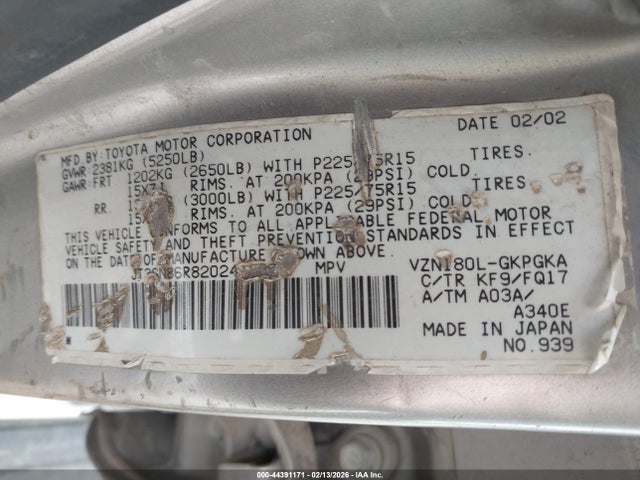 MFD BY: TOYOTA MOTOR CORPORATION DATE 02/02
GVWR 2381KG (5250LB)
GAWR FRT. 1202KG (2650LB) WITH P225/75R15 TIRES.
15X7J RIMS. AT 200KPA (29PSI) COLD.
RR. (3000LB) WITH P225/75R15 TIRES.
RIMS. AT 200KPA (29PSI) COLD.
THIS VEHICLE CONFORMS TO ALL APPLICABLE FEDERAL MOTOR
VEHICLE SAFETY AND THEFT PREVENTION STANDARDS IN EFFECT
ON THE DATE OF MANUFACTURE SHOWN ABOVE.
MPV VZN180L-GKPGKA
C/TR KF9/FQ17
A/TM A03A/
A340E
MADE IN JAPAN
NO. 939
000-44391171 - 02/13/2026 - IAA Inc.